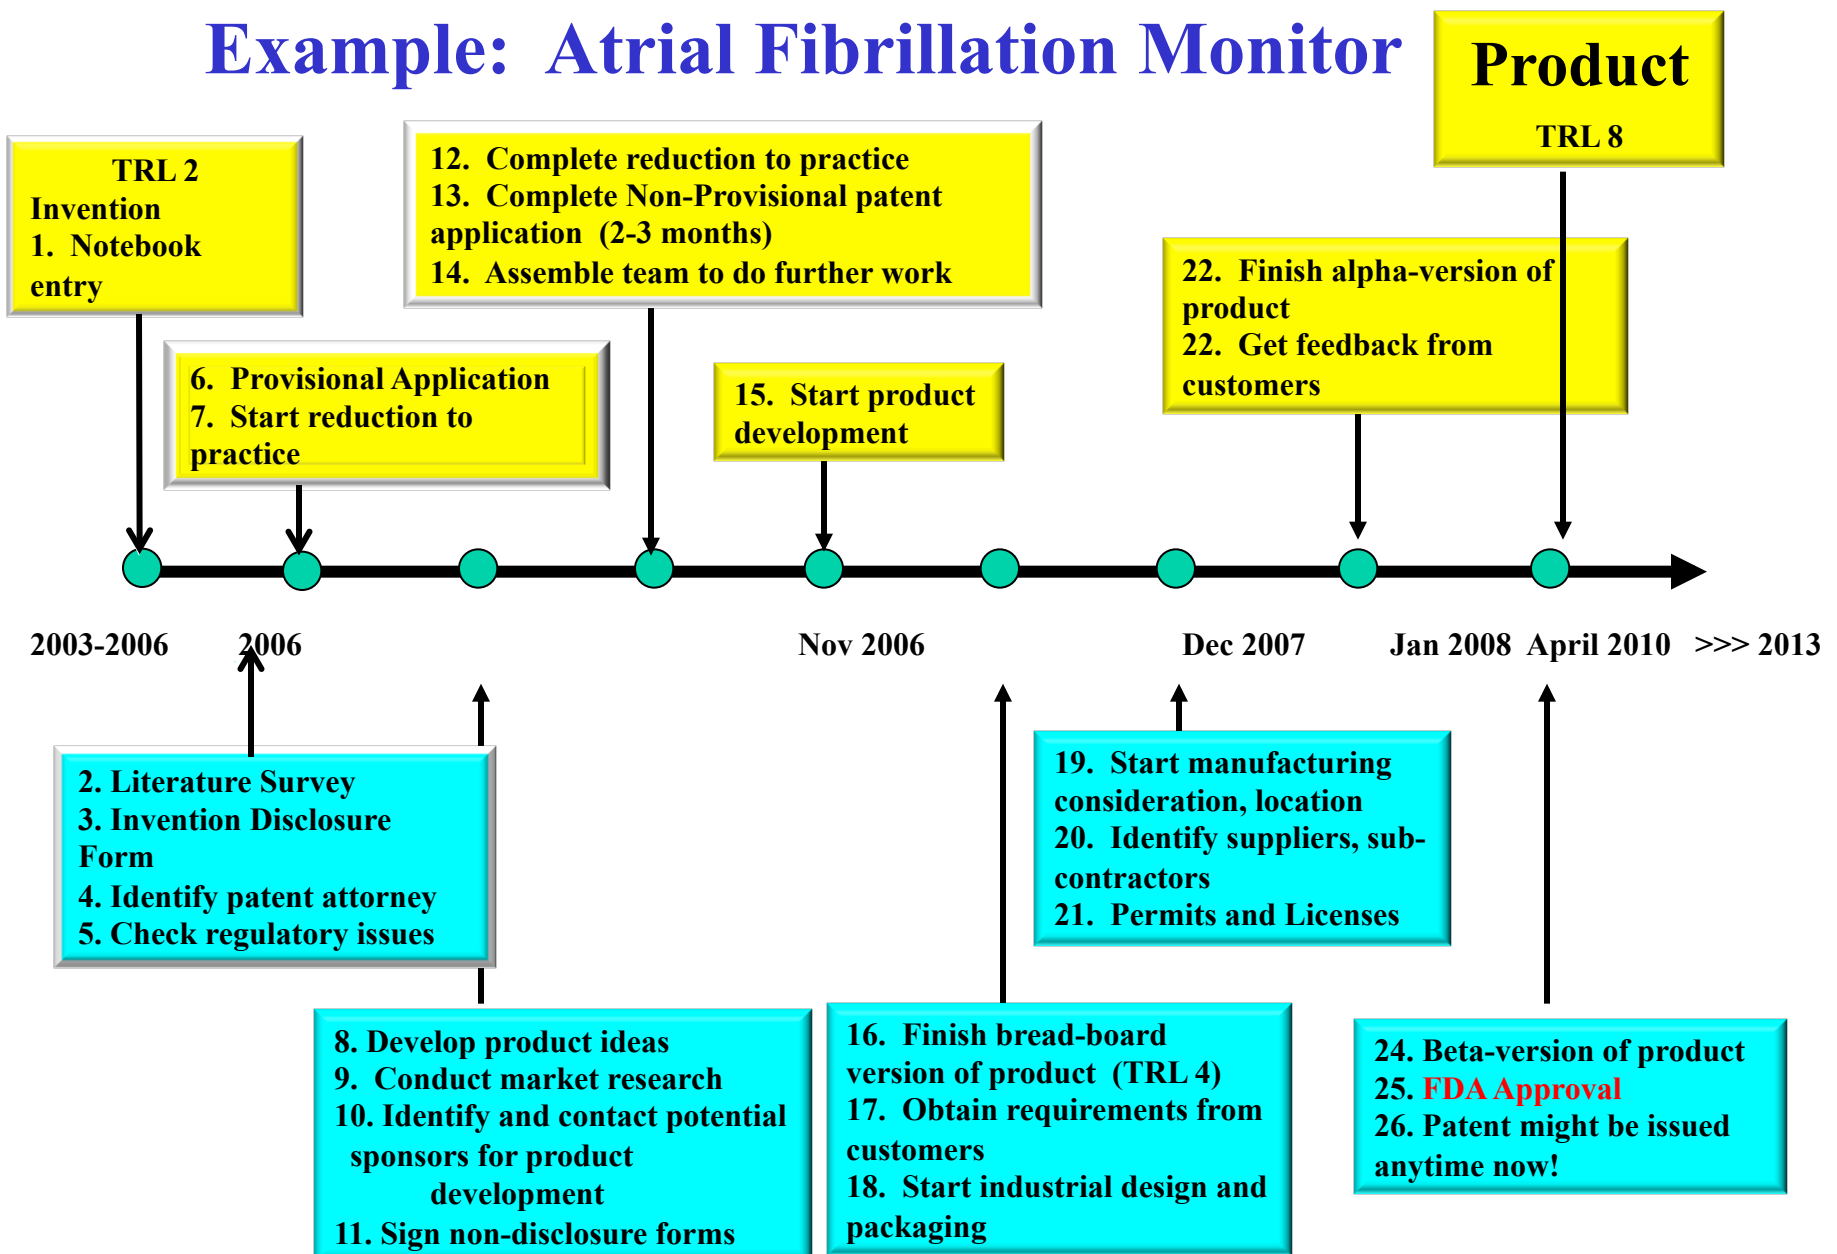 Example: Atrial Fibrillation Monitor
Product
TRL 8
TRL 2
Invention
1. Notebook
entry
12. Complete reduction to practice
13. Complete Non-Provisional patent
application (2-3 months)
14. Assemble team to do further work
22. Finish alpha-version of
product
22. Get feedback from
customers
6. Provisional Application
7. Start reduction to
practice
15. Start product
development
2003-2006
2006
Nov 2006
Dec 2007
Jan 2008
April 2010
>>> 2013
2. Literature Survey
3. Invention Disclosure
Form
4. Identify patent attorney
5. Check regulatory issues
19. Start manufacturing
consideration, location
20. Identify suppliers, sub-
contractors
21. Permits and Licenses
8. Develop product ideas
9. Conduct market research
10. Identify and contact potential
sponsors for product
development
11. Sign non-disclosure forms
16. Finish bread-board
version of product (TRL 4)
17. Obtain requirements from
customers
18. Start industrial design and
packaging
24. Beta-version of product
25. FDA Approval
26. Patent might be issued
anytime now!